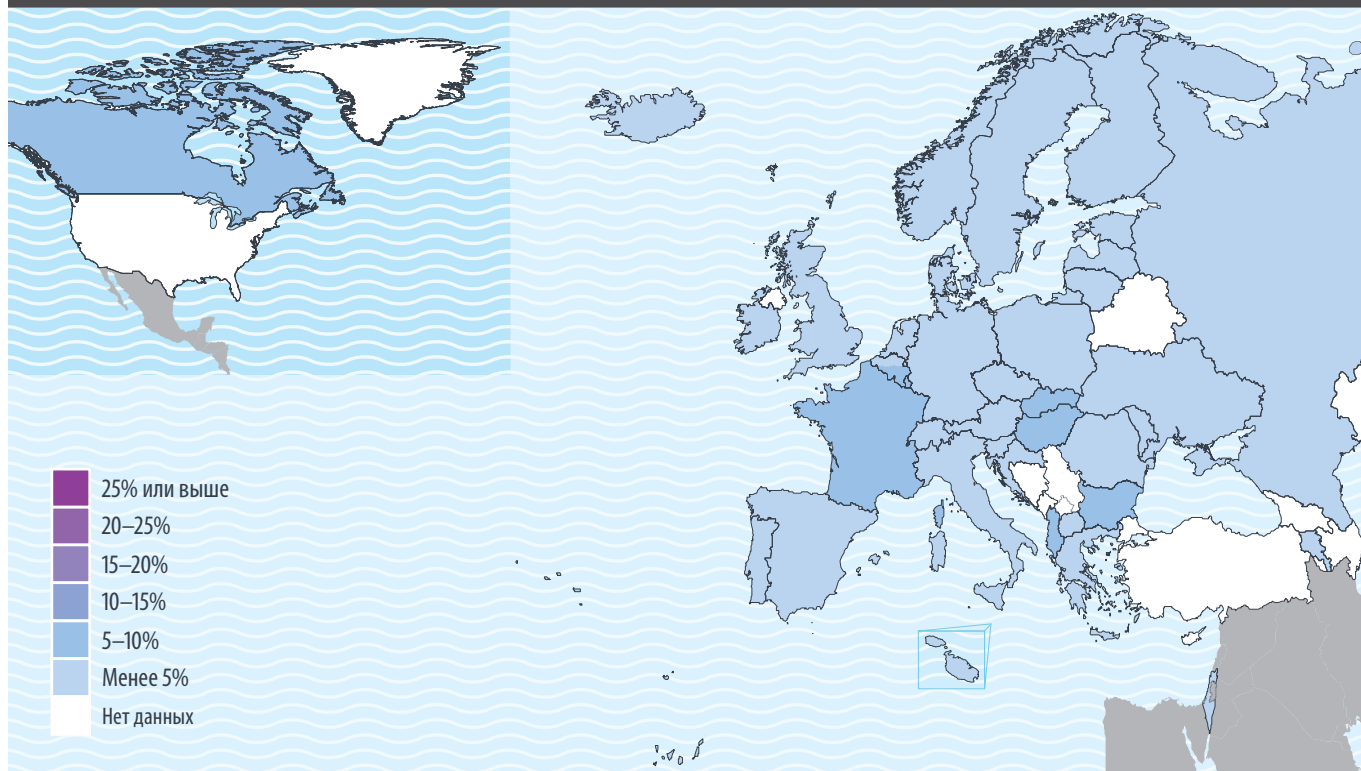 25% или выше
20–25%
15–20%
10–15%
5–10%
Менее 5%
Нет данных